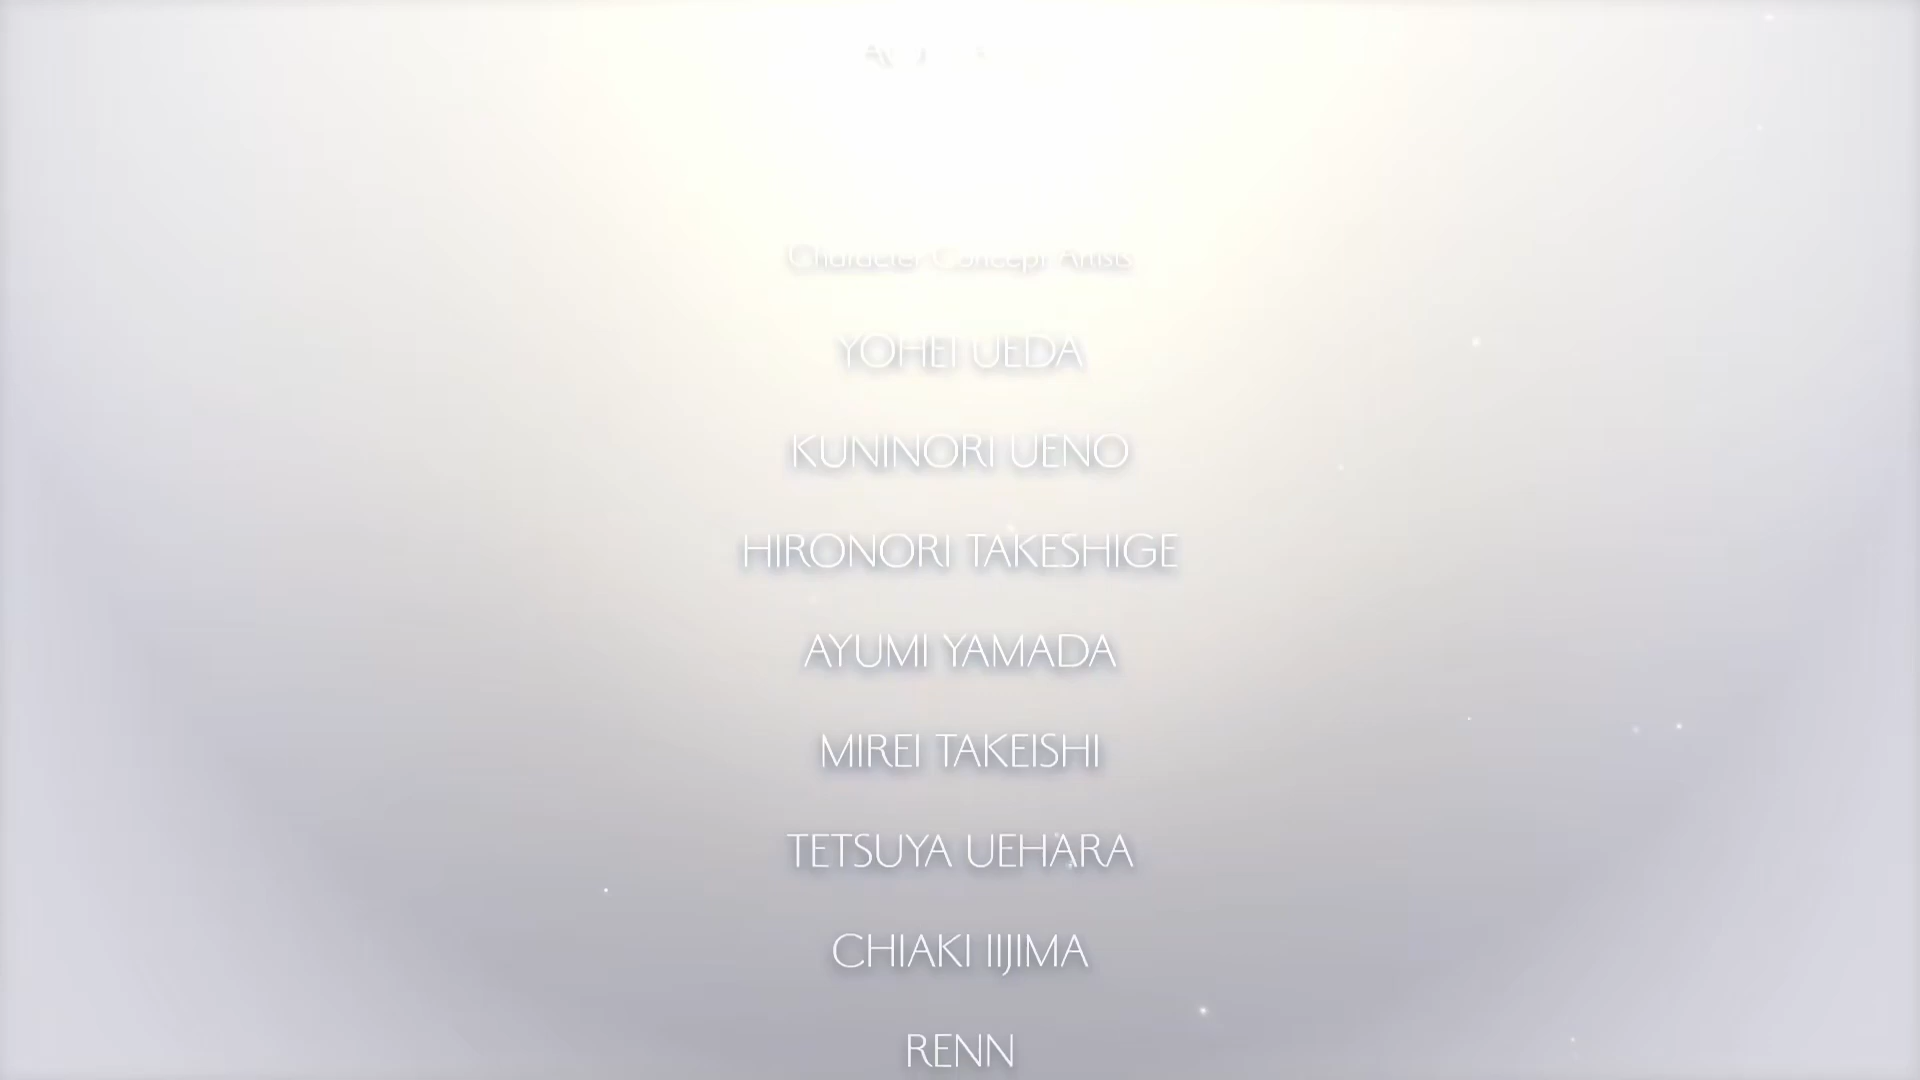 Character Concept Artists
YOHEI UEDA
KUNINORI UENO
HIRONORI TAKESHIGE
AYUMI YAMADA
MIREI TAKEISHI
TETSUYA UEHARA
CHIAKI IIJIMA
RENN